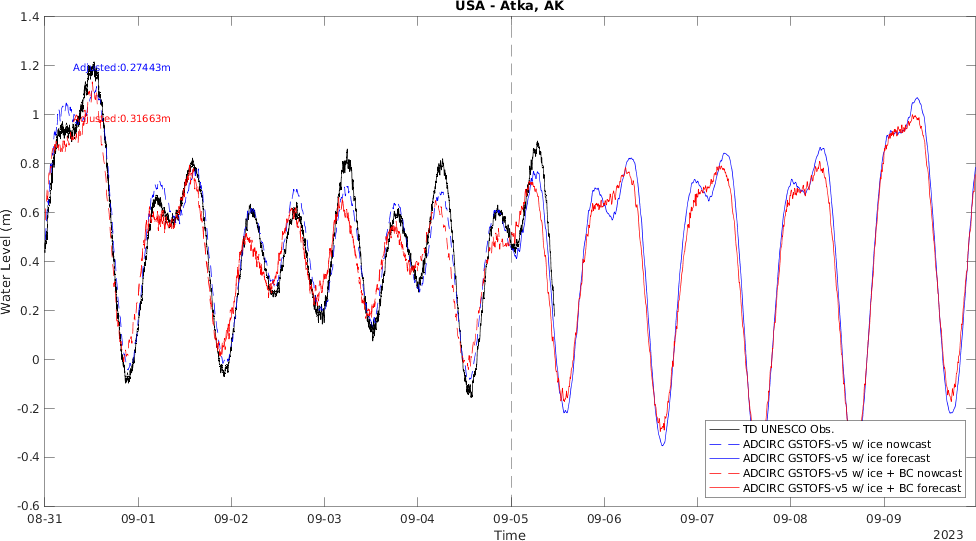 USA - Atka, AK
1.4
1.2
1
0.8
0.6
0.4
0.2
0
-0.2
-0.4
-0.6
Water Level (m)
Adjusted:0.27443m
Adjusted:0.31663m
TD UNESCO Obs.
ADCIRC GSTOFS-v5 w/ ice nowcast
ADCIRC GSTOFS-v5 w/ ice forecast
ADCIRC GSTOFS-v5 w/ ice + BC nowcast
ADCIRC GSTOFS-v5 w/ ice + BC forecast
08-31 09-01 09-02 09-03 09-04 09-05 09-06 09-07 09-08 09-09
Time
2023